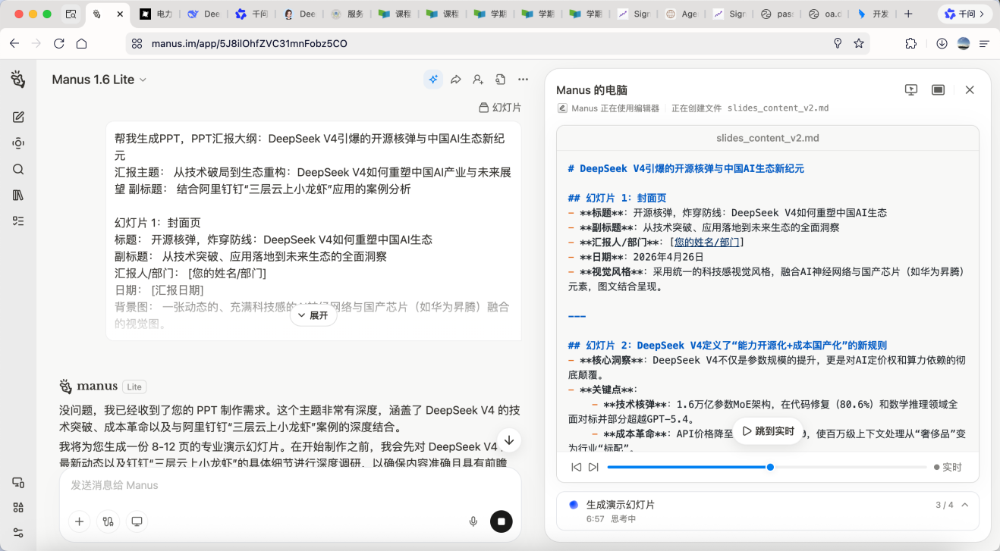 电力
Dee
千问
Dee
服务
课程
课程
学期
学期
学期
Sign
Age
Sign
pass
oa.d
开发
千问
manus.im/app/5J8ilOhfZVC31mnFobz5CO
Manus 1.6 Lite
幻灯片
帮我生成PPT，PPT汇报大纲：DeepSeek V4引爆的开源核弹与中国AI生态新纪
元
汇报主题： 从技术破局到生态重构：DeepSeek V4如何重塑中国AI产业与未来展
望 副标题： 结合阿里钉钉“三层云上小龙虾”应用的案例分析
幻灯片 1：封面页
标题： 开源核弹，炸穿防线：DeepSeek V4如何重塑中国AI生态
副标题： 从技术突破、应用落地到未来生态的全面洞察
汇报人/部门： [您的姓名/部门]
日期： [汇报日期]
背景图： 一张动态的、充满科技感的AI神经网络与国产芯片（如华为昇腾）融合
的视觉图。
展开
manus Lite
没问题，我已经收到了您的 PPT 制作需求。这个主题非常有深度，涵盖了 DeepSeek V4 的技
术突破、成本革命以及与阿里钉钉“三层云上小龙虾”案例的深度结合。
我将为您生成一份 8-12 页的专业演示幻灯片。在开始制作之前，我会先对 DeepSeek V4
最新动态以及钉钉“三层云上小龙虾”的具体细节进行深度调研，以确保内容准确且具有前瞻
发送消息给 Manus
Manus 的电脑
Manus 正在使用编辑器 正在创建文件 slides_content_v2.md
slides_content_v2.md
# DeepSeek V4引爆的开源核弹与中国AI生态新纪元
## 幻灯片 1：封面页
- **标题**：开源核弹，炸穿防线：DeepSeek V4如何重塑中国AI生态
- **副标题**：从技术突破、应用落地到未来生态的全面洞察
- **汇报人/部门**：[您的姓名/部门]
- **日期**：2026年4月26日
- **视觉风格**：采用统一的科技感视觉风格，融合AI神经网络与国产芯片（如华为昇腾）
元素，图文结合呈现。
---
## 幻灯片 2：DeepSeek V4定义了“能力开源化+成本国产化”的新规则
- **核心洞察**：DeepSeek V4不仅是参数规模的提升，更是对AI定价权和算力依赖的彻
底颠覆。
- **关键点**：
- **技术核弹**：1.6万亿参数MoE架构，在代码修复（80.6%）和数学推理领域全
面对标并部分超越GPT-5.4。
- **成本革命**：API价格降至 ，使百万级上下文处理从“奢侈品”变
为行业“标配”。
跳到实时
实时
生成演示幻灯片
3 / 4
6:57 思考中